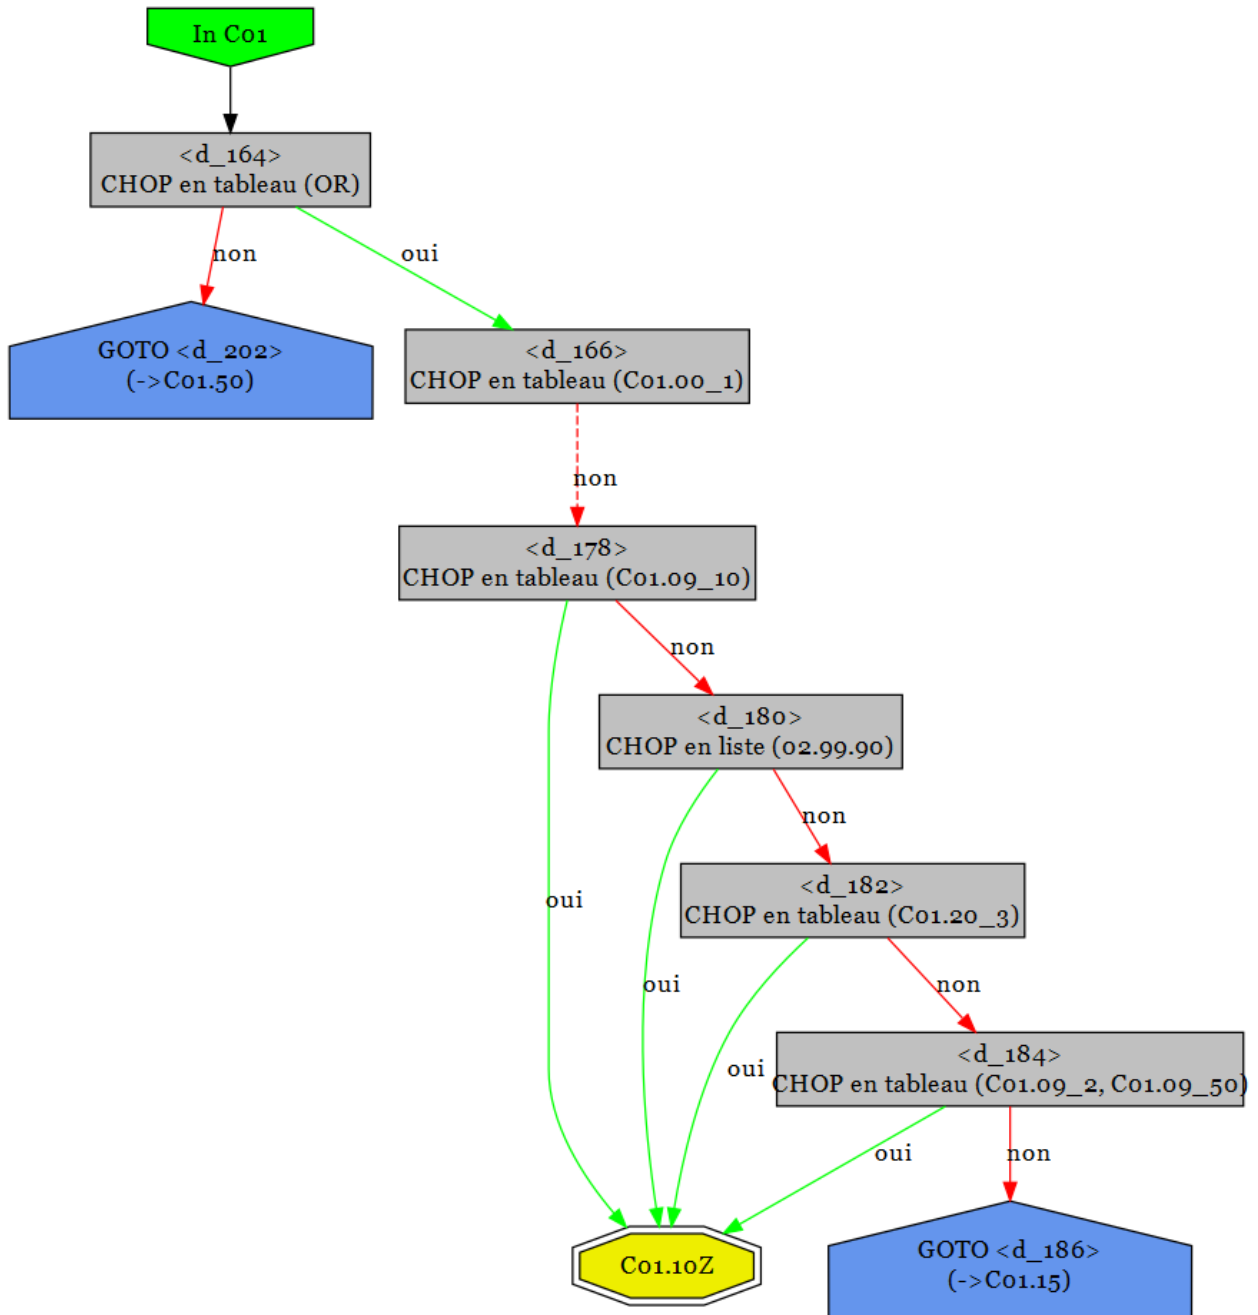 In C01
<d_164>
CHOP en tableau (OR)
non
oui
GOTO <d_202>
(->C01.50)
<d_166>
CHOP en tableau (C01.00_1)
non
<d_178>
CHOP en tableau (C01.09_10)
non
<d_180>
CHOP en liste (02.99.90)
non
oui
<d_182>
CHOP en tableau (C01.20_3)
oui
non
<d_184>
CHOP en tableau (C01.09_2, C01.09_50)
oui
oui
non
C01.10Z
GOTO <d_186>
(->C01.15)